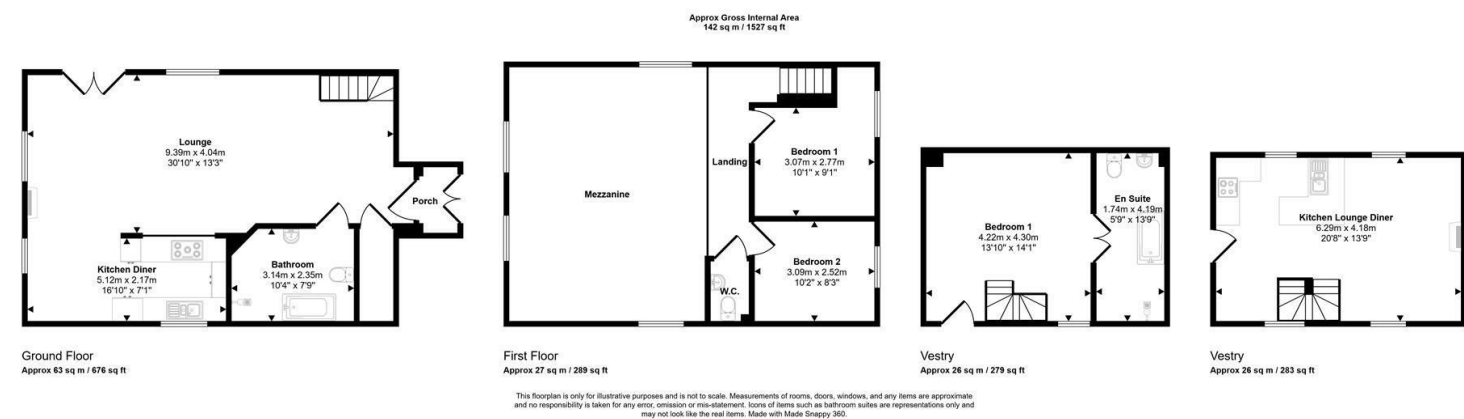 Approx Gross Internal Area
142 sq m / 1527 sq ft
Lounge
9.39m x 4.04m
30'10" x 13'3"
Porch
Kitchen Diner
5.12m x 2.17m
16'10" x 7'1"
Bathroom
3.14m x 2.35m
10'4" x 7'9"
Ground Floor
Approx 63 sq m / 676 sq ft
Mezzanine
Landing
Bedroom 1
3.07m x 2.77m
10'1" x 9'1"
Bedroom 2
3.09m x 2.52m
10'2" x 8'3"
W.C.
First Floor
Approx 27 sq m / 289 sq ft
Bedroom 1
4.22m x 4.30m
13'10" x 14'1"
En Suite
1.74m x 4.19m
5'9" x 13'9"
Vestry
Approx 26 sq m / 279 sq ft
Kitchen Lounge Diner
6.29m x 4.18m
20'8" x 13'9"
Vestry
Approx 26 sq m / 283 sq ft
This floorplan is only for illustrative purposes and is not to scale. Measurements of rooms, doors, windows, and any items are approximate
and no responsibility is taken for any error, omission or mis-statement. Icons of items such as bathroom suites are representations only and
may not look like the real items. Made with Made Snappy 360.